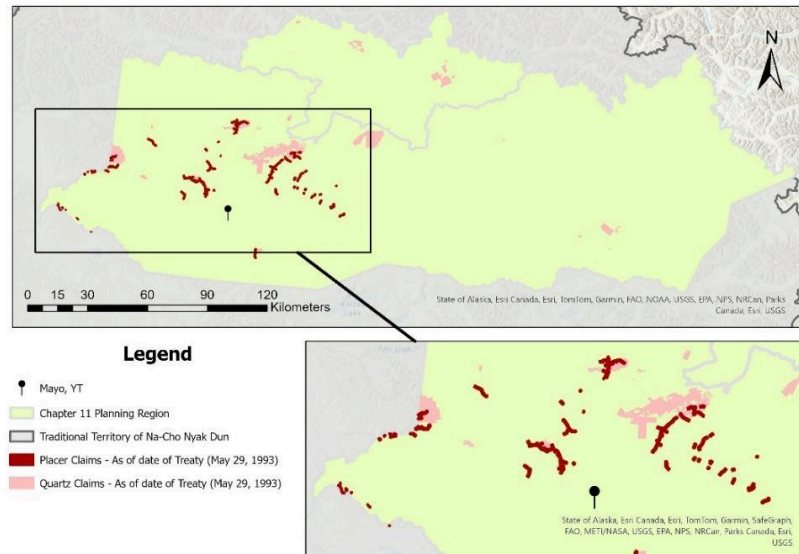 N
0 15 30 60 90 120
Kilometers
State of Alaska, Esri Canada, Esri, TomTom, Garmin, FAO, NOAA, USGS, EPA, NPS, NRCan, Parks
Canada, Esri, USGS
Legend
Mayo, YT
Chapter 11 Planning Region
Traditional Territory of Na-Cho Nyak Dun
Placer Claims - As of date of Treaty (May 29, 1993)
Quartz Claims - As of date of Treaty (May 29, 1993)
State of Alaska, Esri Canada, Esri, TomTom, Garmin, SafeGraph,
FAO, METI/NASA, USGS, EPA, NPS, NRCan, Parks Canada, Esri,
USGS